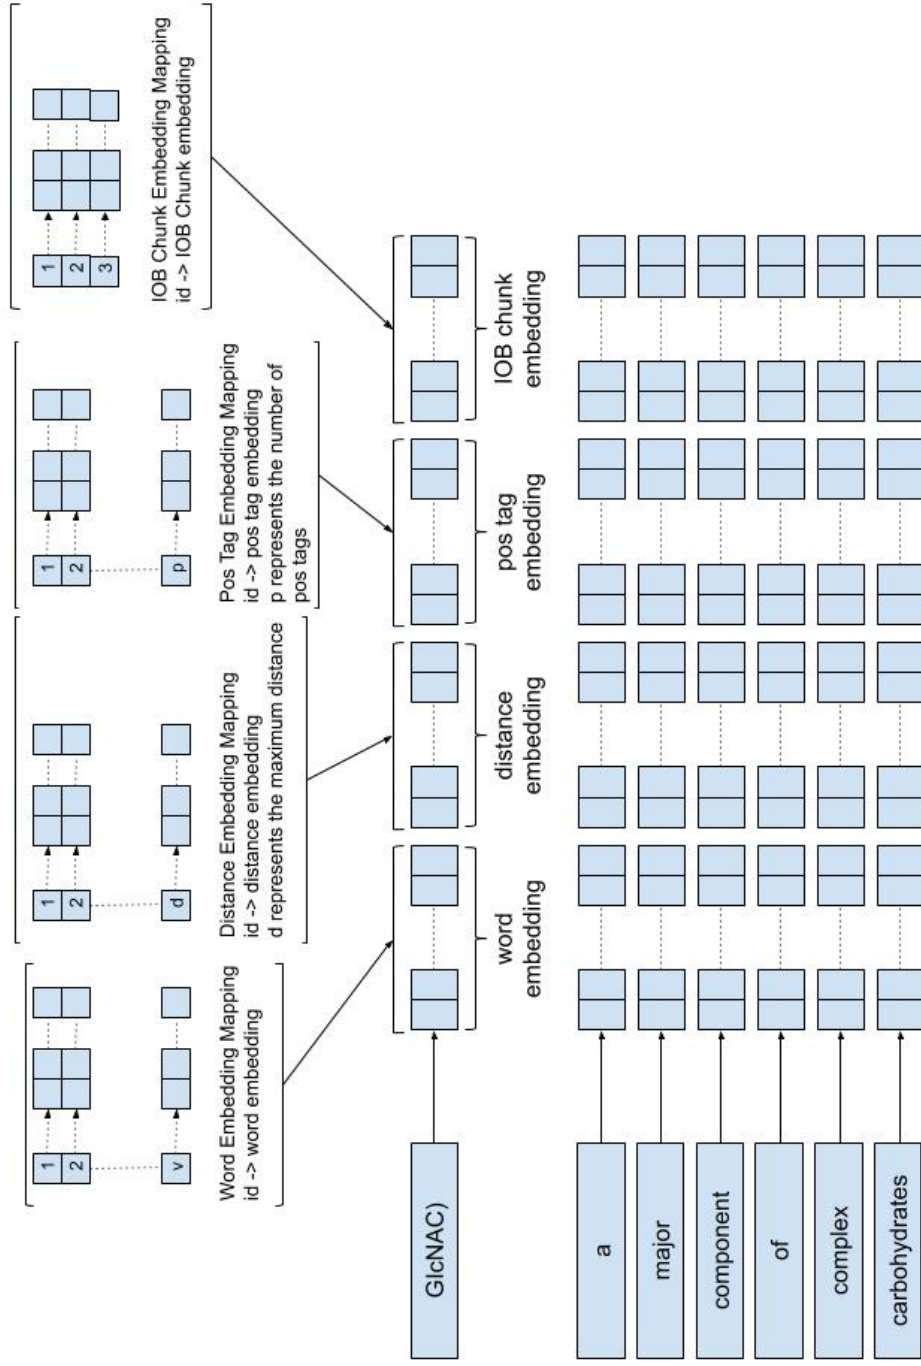 1
2
v
Word Embedding Mapping
id -> word embedding
1
2
d
Distance Embedding Mapping
id -> distance embedding
d represents the maximum distance
1
2
p
Pos Tag Embedding Mapping
id -> pos tag embedding
p represents the number of
pos tags
1
2
3
IOB Chunk Embedding Mapping
id -> IOB Chunk embedding
GlcNAC)
word
embedding
distance
embedding
pos tag
embedding
IOB chunk
embedding
a
major
component
of
complex
carbohydrates